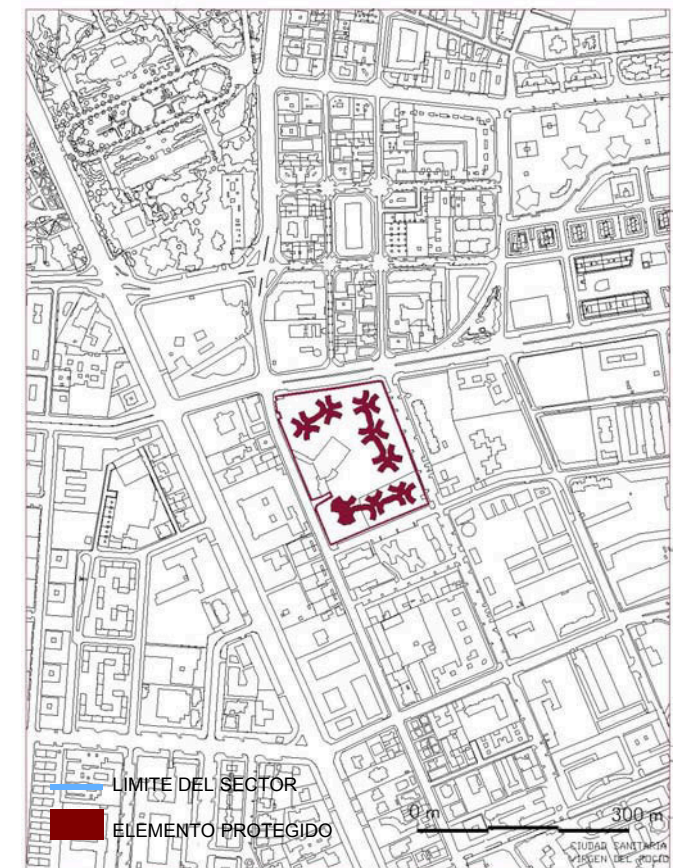 LIMITE DEL SECTOR
ELEMENTO PROTEGIDO
0 m 300 m
CIUDAD SANITARIA
VIRGEN DEL ROCIO